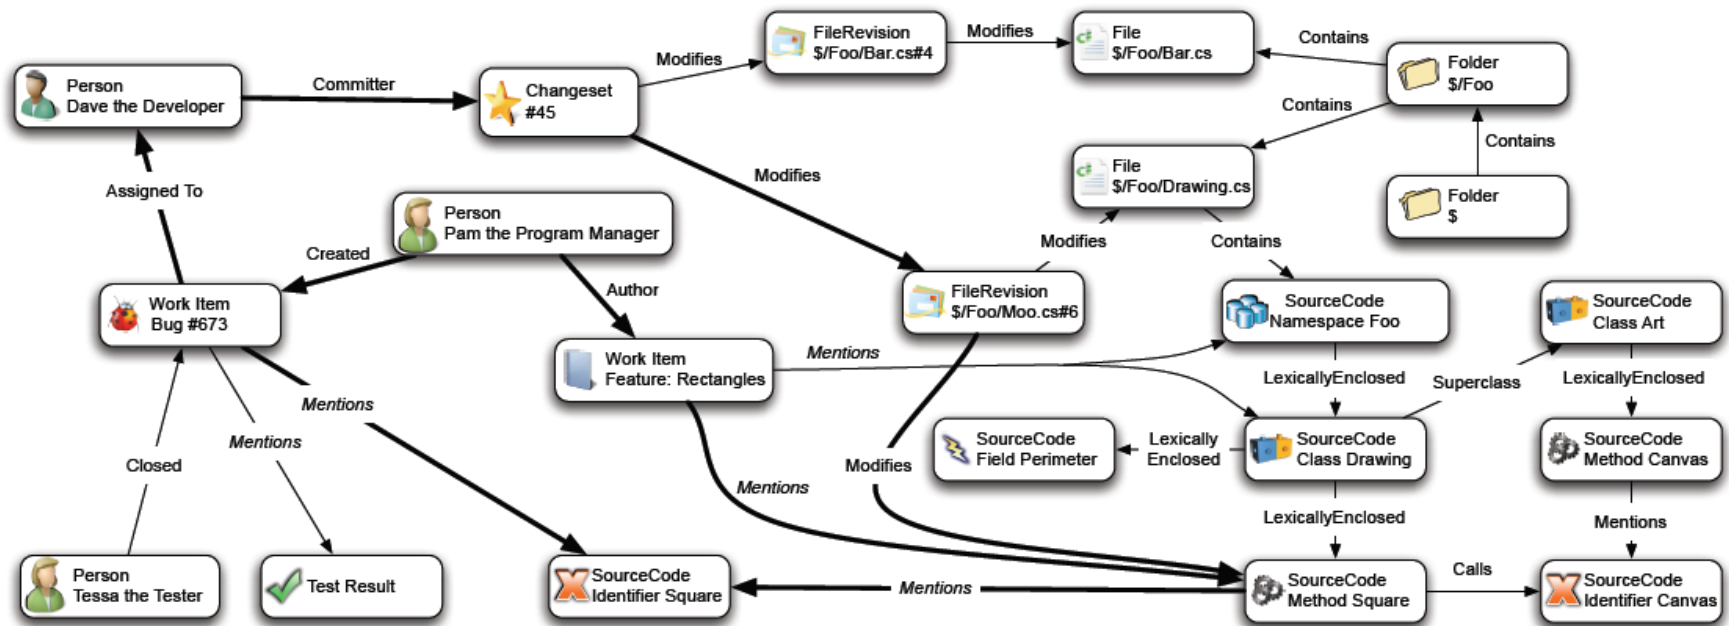 FileRevision
$/Foo/Bar.cs#4
Modifies
File
$/Foo/Bar.cs
Contains
Folder
$/Foo
Modifies
Person
Dave the Developer
Committer
Changeset
#45
Contains
Contains
File
$/Foo/Drawing.cs
Folder
$
Modifies
Assigned To
Person
Pam the Program Manager
Modifies
Contains
Created
Author
Work Item
Bug #673
FileRevision
$/Foo/Moo.cs#6
SourceCode
Namespace Foo
SourceCode
Class Art
Work Item
Feature: Rectangles
Mentions
LexicallyEnclosed
Superclass
LexicallyEnclosed
Mentions
Mentions
SourceCode
Field Perimeter
Lexically
Enclosed
SourceCode
Class Drawing
SourceCode
Method Canvas
Closed
Modifies
Mentions
LexicallyEnclosed
Mentions
Person
Tessa the Tester
Test Result
SourceCode
Identifier Square
Mentions
SourceCode
Method Square
Calls
SourceCode
Identifier Canvas